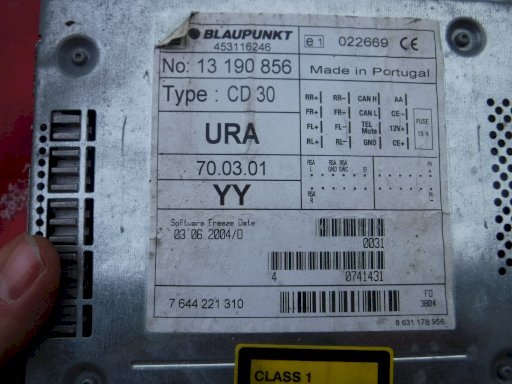 BLAUPUNKT
453116246
e1 022669 CE
No: 13 190 856
Made in Portugal
Type : CD 30
RR+ RR- CAN H AA
FR+ FR- CAN L CE-
FL+ FL- TEL Mute 12V+
RL+ RL- GND CE+
FUSE
15 A
URA
70.03.01
YY
Software Freeze Date
03 06 2004/0
0031
4 0741431
7 644 221 310
FD
3804
8 631 178 956
CLASS 1